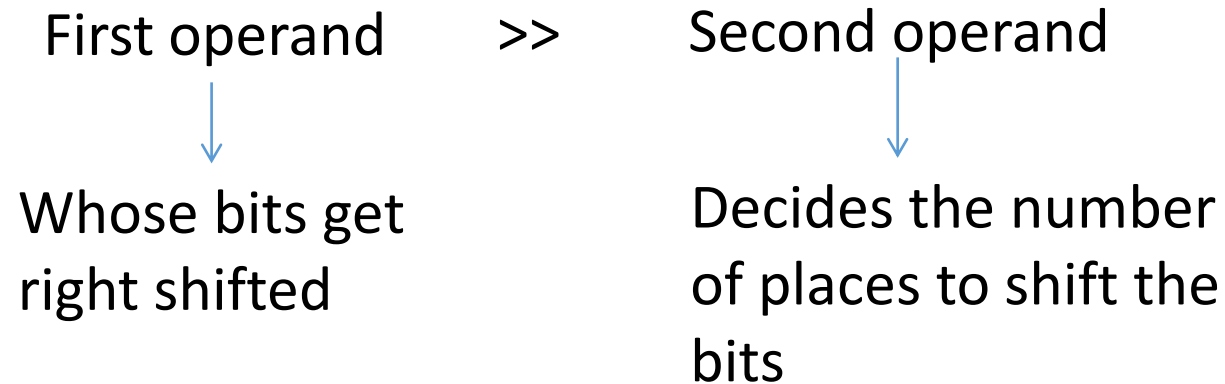 First operand >> Second operand
Whose bits get
right shifted
Decides the number
of places to shift the
bits